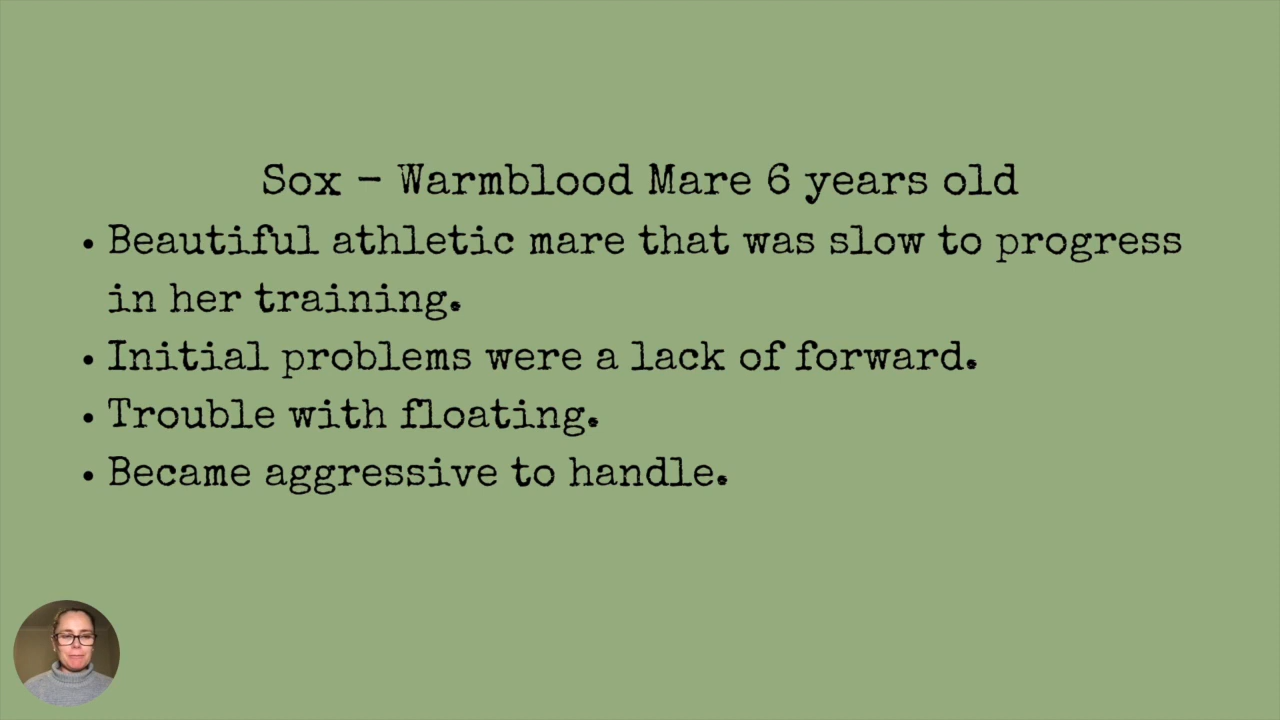 Sox - Warmblood Mare 6 years old
• Beautiful athletic mare that was slow to progress
in her training.
• Initial problems were a lack of forward.
• Trouble with floating.
• Became aggressive to handle.